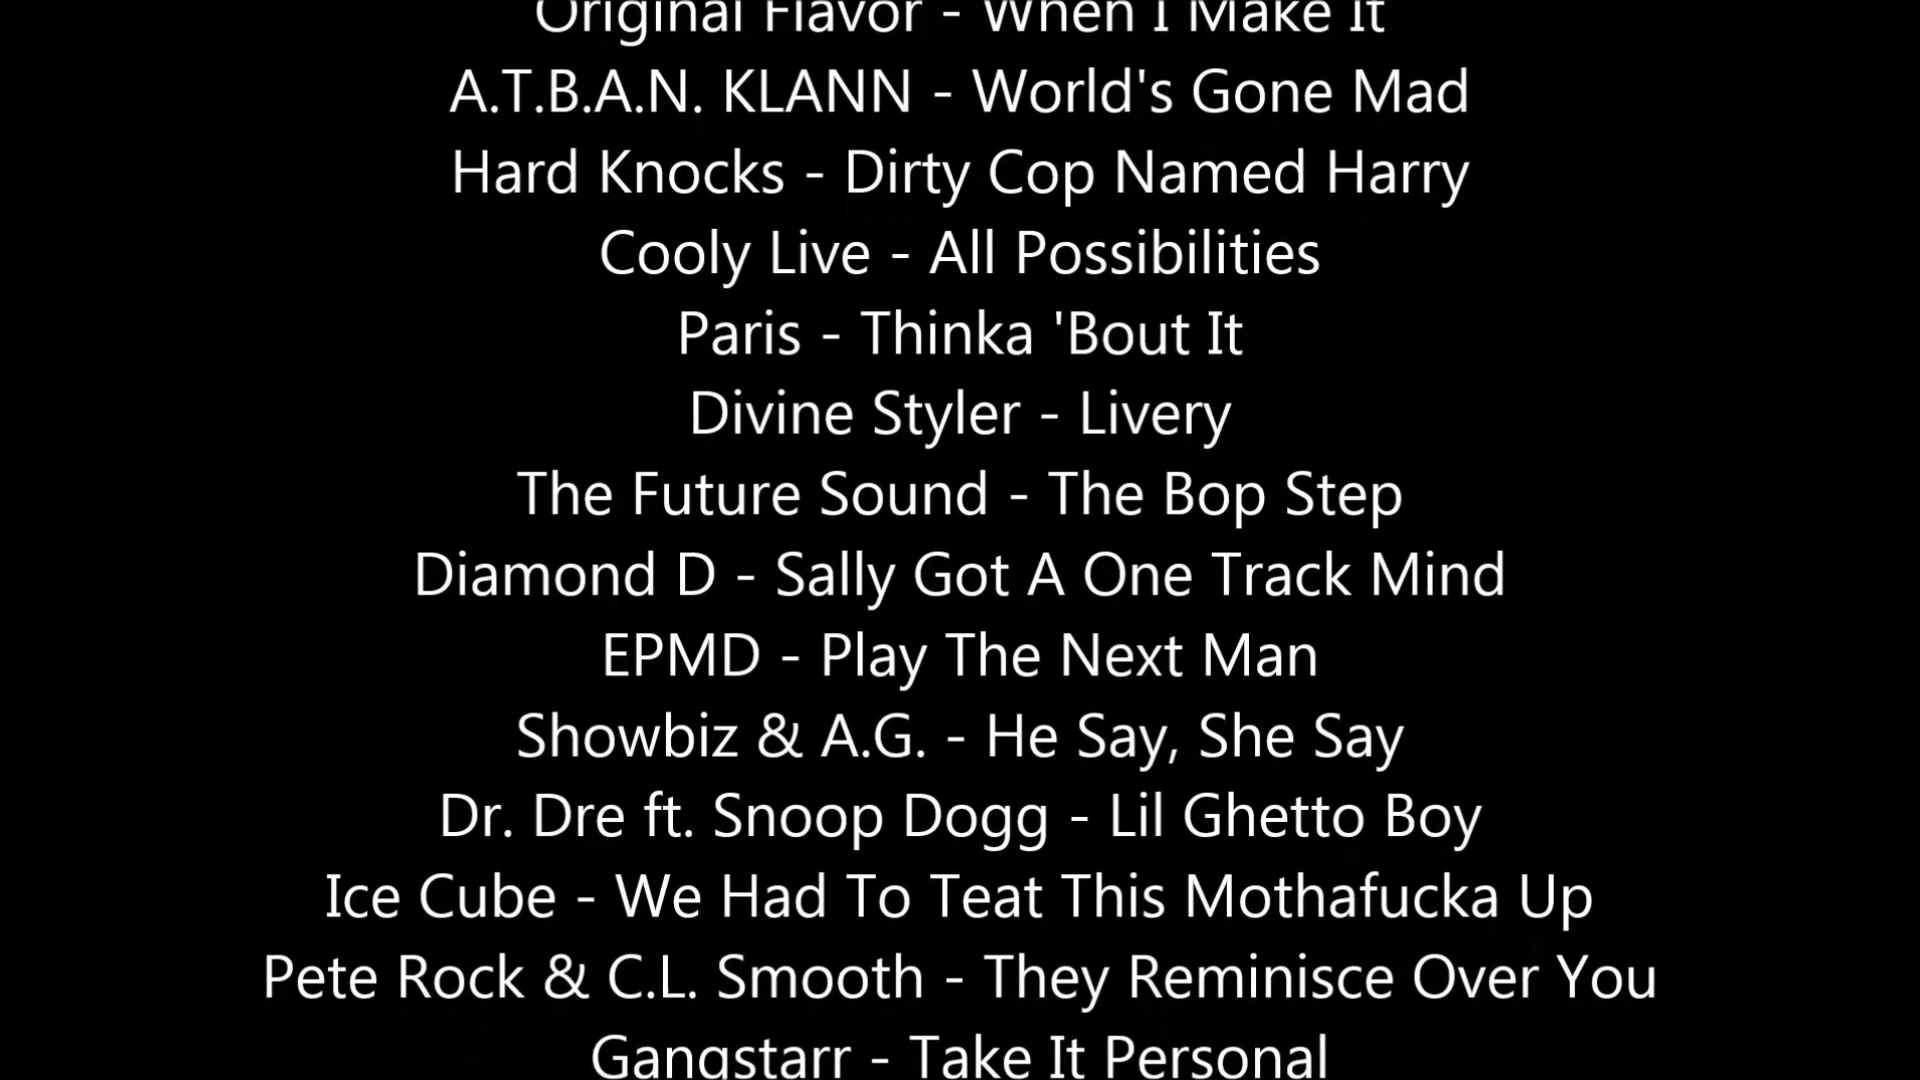 Original Flavor - When I Make It
A.T.B.A.N. KLANN - World's Gone Mad
Hard Knocks - Dirty Cop Named Harry
Cooly Live - All Possibilities
Paris - Thinka 'Bout It
Divine Styler - Livery
The Future Sound - The Bop Step
Diamond D - Sally Got A One Track Mind
EPMD - Play The Next Man
Showbiz & A.G. - He Say, She Say
Dr. Dre ft. Snoop Dogg - Lil Ghetto Boy
Ice Cube - We Had To Teat This Mothafucka Up
Pete Rock & C.L. Smooth - They Reminisce Over You
Gangstarr - Take It Personal